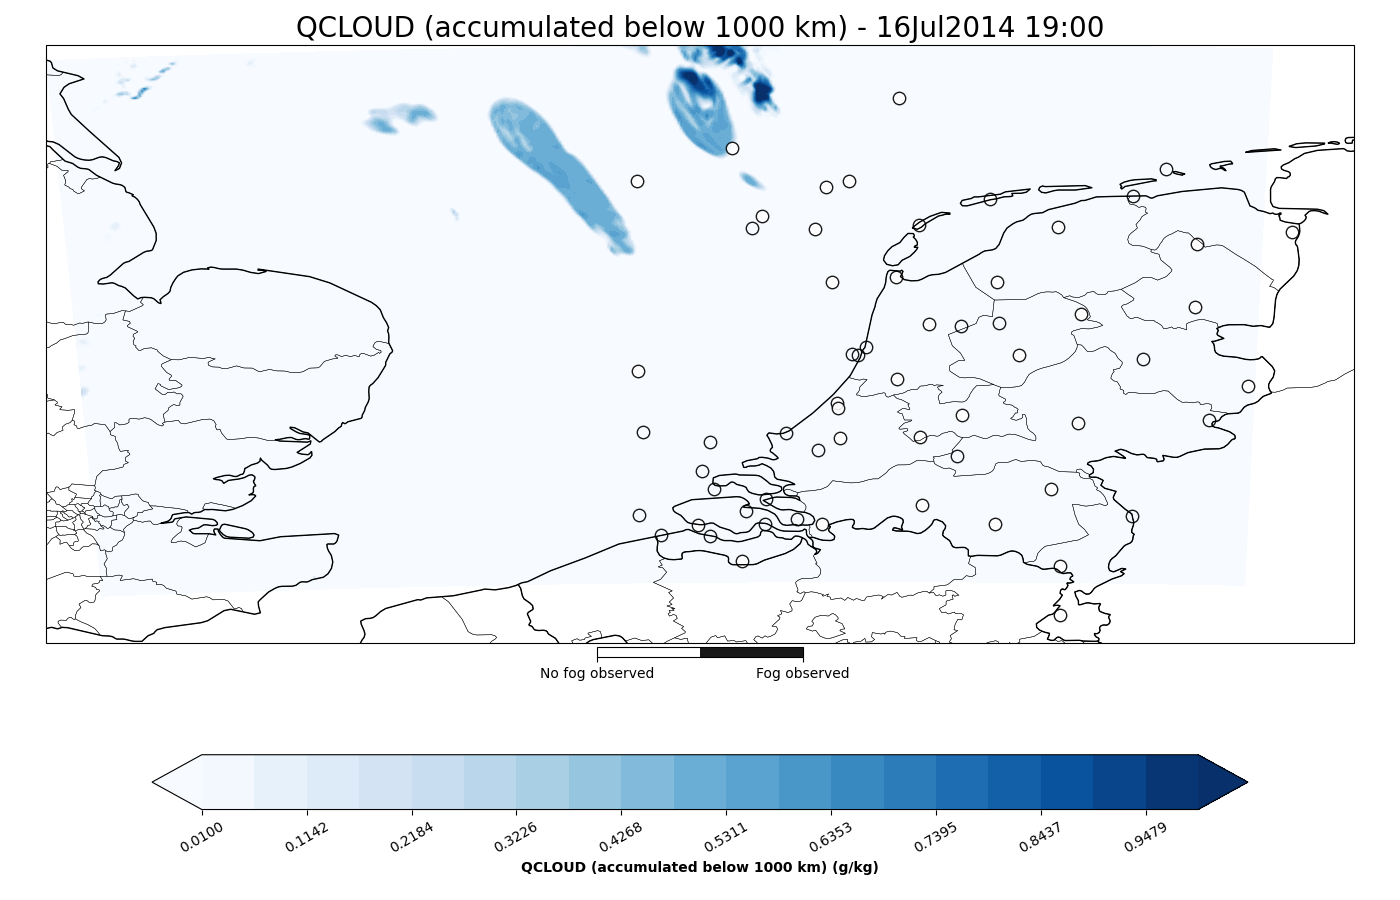 QCLOUD (accumulated below 1000 km) - 16Jul2014 19:00
No fog observed
Fog observed
0.0100
0.1142
0.2184
0.3226
0.4268
0.5311
0.6353
0.7395
0.8437
0.9479
QCLOUD (accumulated below 1000 km) (g/kg)